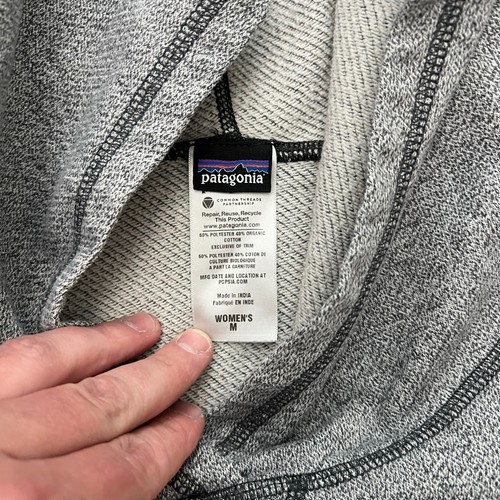 patagonia
COMMON THREADS
PARTNERSHIP
Repair, Reuse, Recycle
This Product
www.patagonia.com
60% POLYESTER 40% ORGANIC
COTTON
EXCLUSIVE OF TRIM
60% POLYESTER 40% COTON DE
CULTURE BIOLOGIQUE
A PART LA GARNITURE
MFG DATE AND LOCATION AT
PCPSIA.COM
Made in INDIA
Fabriqué EN INDE
WOMEN'S
M